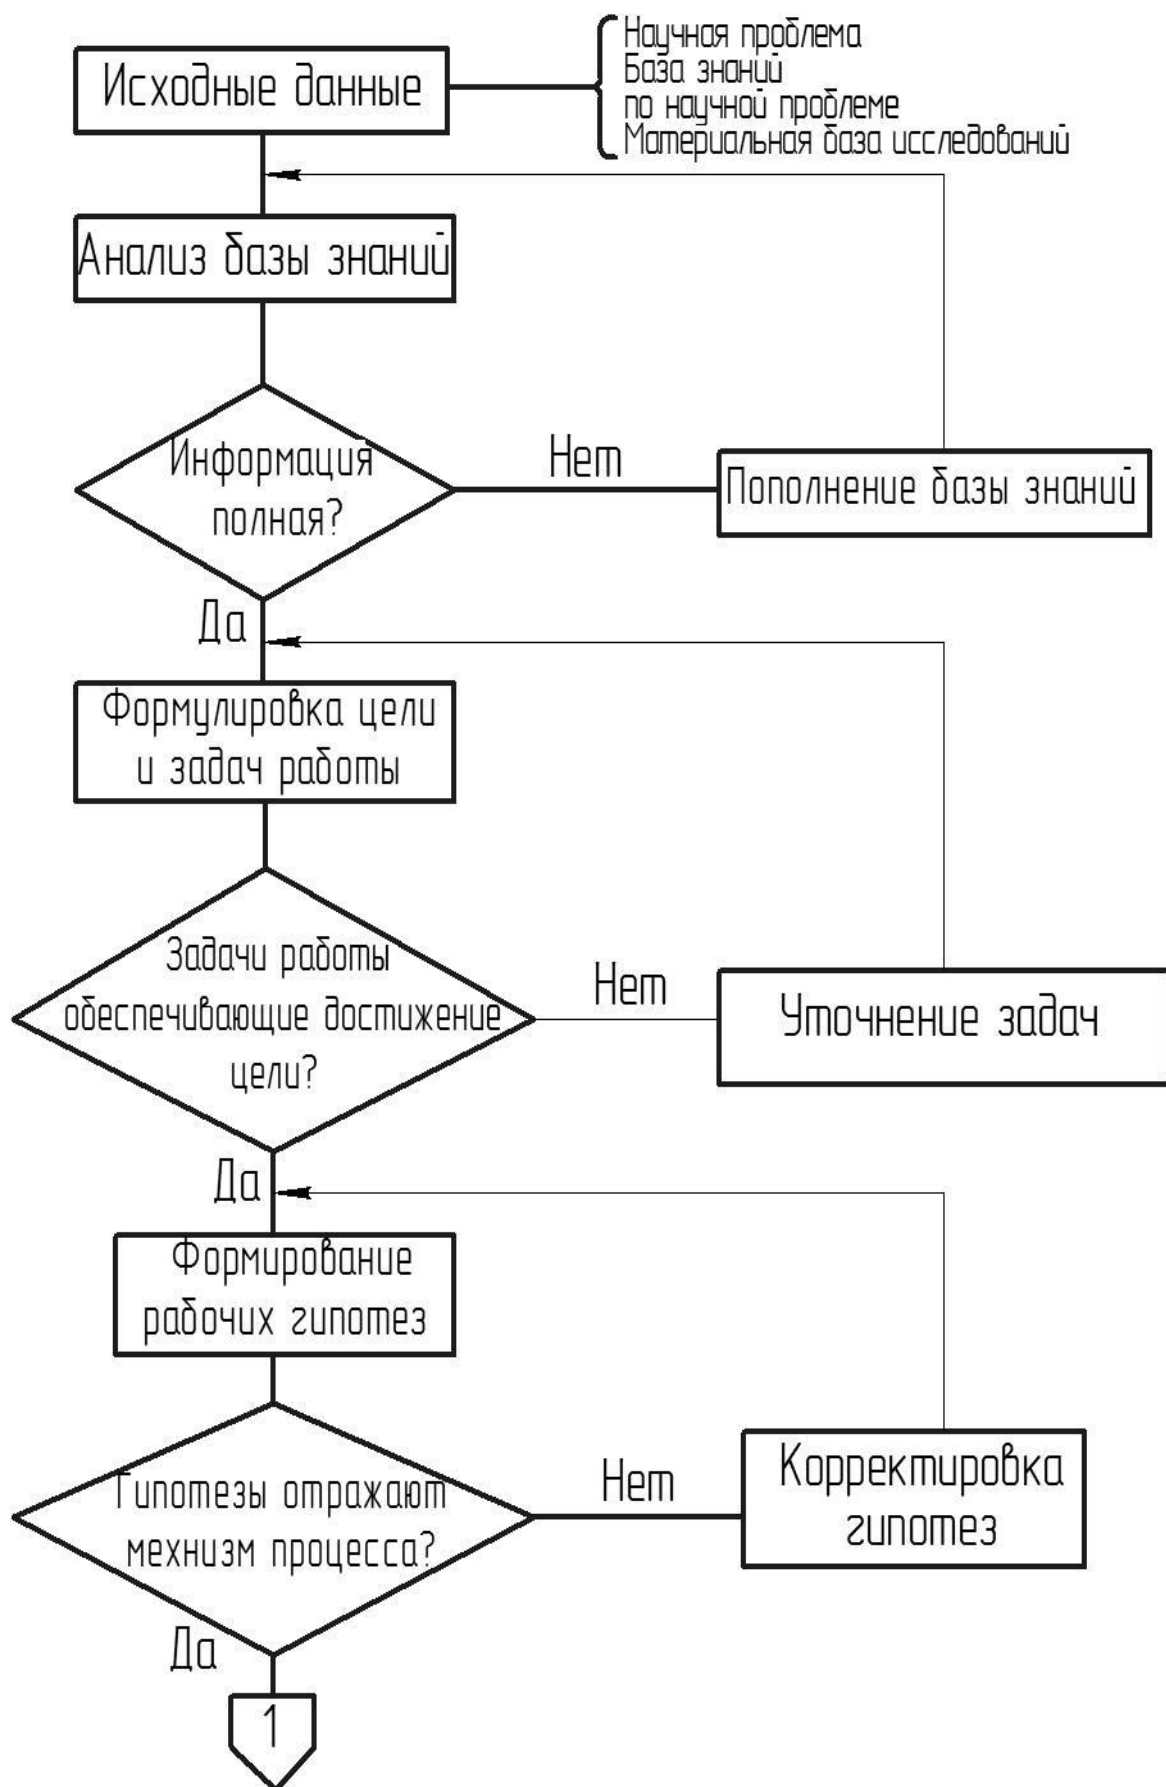 Исходные данные
Научная проблема
База знаний
по научной проблеме
Материальная база исследований
Анализ базы знаний
Информация
полная?
Нет
Пополнение базы знаний
Да
Формулировка цели
и задач работы
Задачи работы
обеспечивающие достижение
цели?
Нет
Уточнение задач
Да
Формирование
рабочих гипотез
Гипотезы отражают
мехнизм процесса?
Нет
Корректировка
гипотез
Да
1